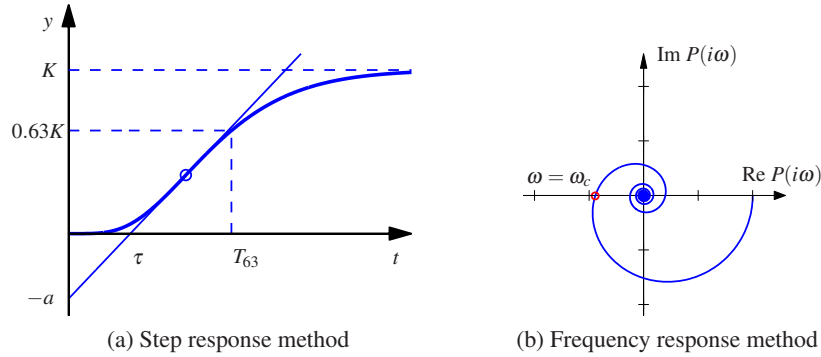 y
K
0.63K
τ
T63
t
−a
(a) Step response method
Im P(iω)
ω = ωc
Re P(iω)
(b) Frequency response method